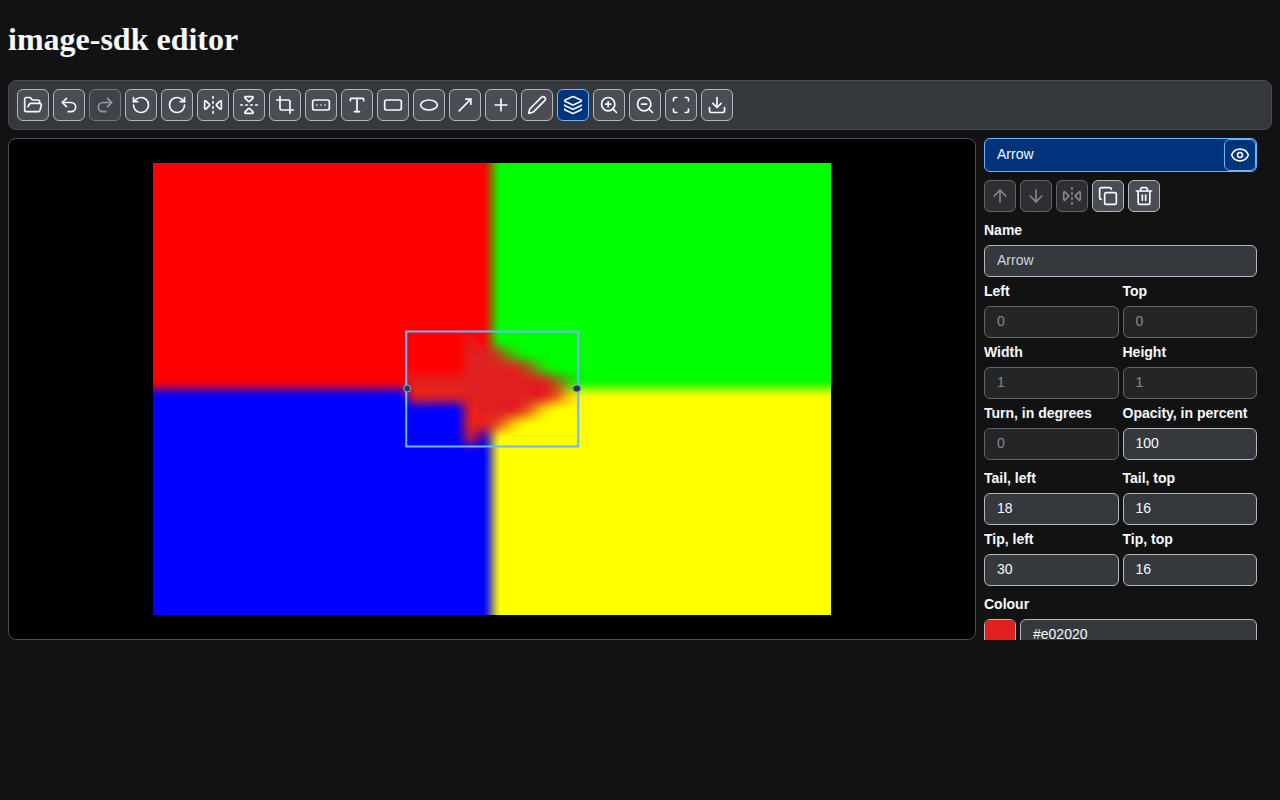 image-sdk editor
Arrow
Name
Arrow
Left Top
0 0
Width Height
1 1
Turn, in degrees Opacity, in percent
0 100
Tail, left Tail, top
18 16
Tip, left Tip, top
30 16
Colour
#e02020